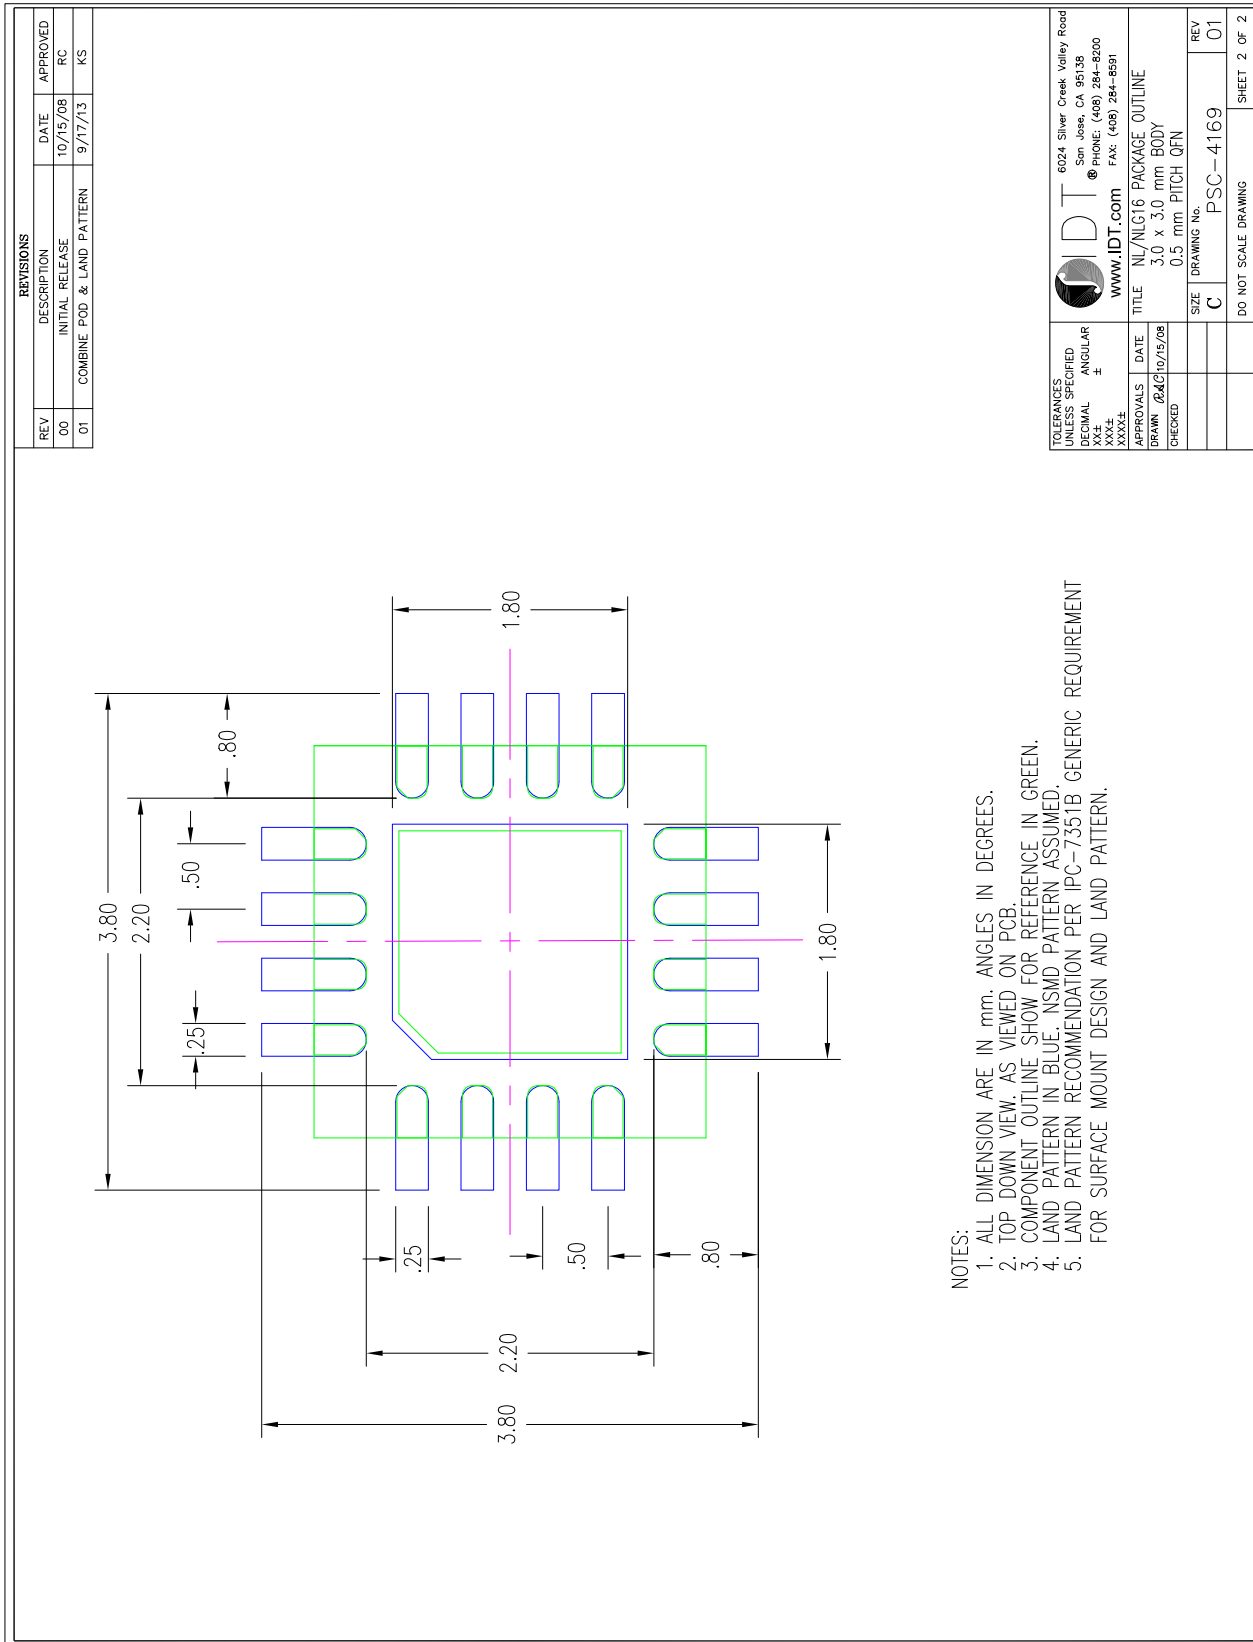 REVISIONS
REV DESCRIPTION DATE APPROVED
00 INITIAL RELEASE 10/15/08 RC
01 COMBINE POD & LAND PATTERN 9/17/13 KS
3.80
2.20
.80
.50
.25
1.80
1.80
.25
.50
.80
2.20
3.80
NOTES:
1. ALL DIMENSION ARE IN mm. ANGLES IN DEGREES.
2. TOP DOWN VIEW. AS VIEWED ON PCB.
3. COMPONENT OUTLINE SHOW FOR REFERENCE IN GREEN.
4. LAND PATTERN IN BLUE. NSMD PATTERN ASSUMED.
5. LAND PATTERN RECOMMENDATION PER IPC-7351B GENERIC REQUIREMENT
FOR SURFACE MOUNT DESIGN AND LAND PATTERN.
TOLERANCES
UNLESS SPECIFIED
DECIMAL ANGULAR
XX± ±
XXX±
XXXX±
IDT ®
www.IDT.com
6024 Silver Creek Valley Road
San Jose, CA 95138
PHONE: (408) 284-8200
FAX: (408) 284-8591
APPROVALS DATE
DRAWN RAC 10/15/08
CHECKED
TITLE NL/NLG16 PACKAGE OUTLINE
3.0 x 3.0 mm BODY
0.5 mm PITCH QFN
SIZE DRAWING No. REV
C PSC-4169 01
DO NOT SCALE DRAWING SHEET 2 OF 2